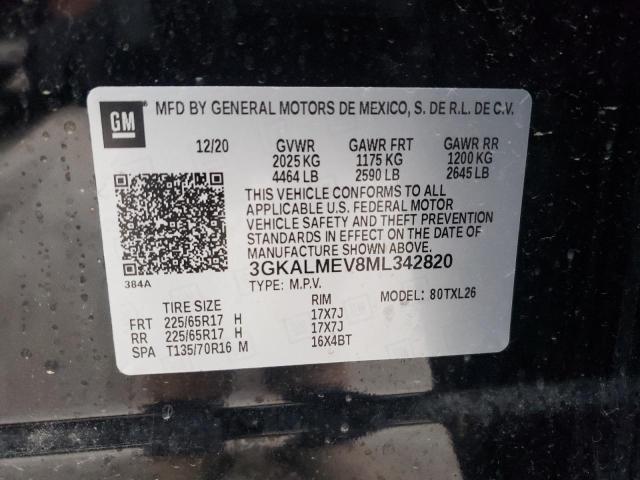 GM MFD BY GENERAL MOTORS DE MEXICO, S. DE R.L. DE C.V.
12/20 GVWR GAWR FRT GAWR RR
2025 KG 1175 KG 1200 KG
4464 LB 2590 LB 2645 LB
THIS VEHICLE CONFORMS TO ALL
APPLICABLE U.S. FEDERAL MOTOR
VEHICLE SAFETY AND THEFT PREVENTION
STANDARDS IN EFFECT ON THE DATE OF
MANUFACTURE SHOWN ABOVE.
3GKALMEV8ML342820
384A TYPE: M.P.V. MODEL: 80TXL26
TIRE SIZE RIM
FRT 225/65R17 H 17X7J
RR 225/65R17 H 17X7J
SPA T135/70R16 M 16X4BT